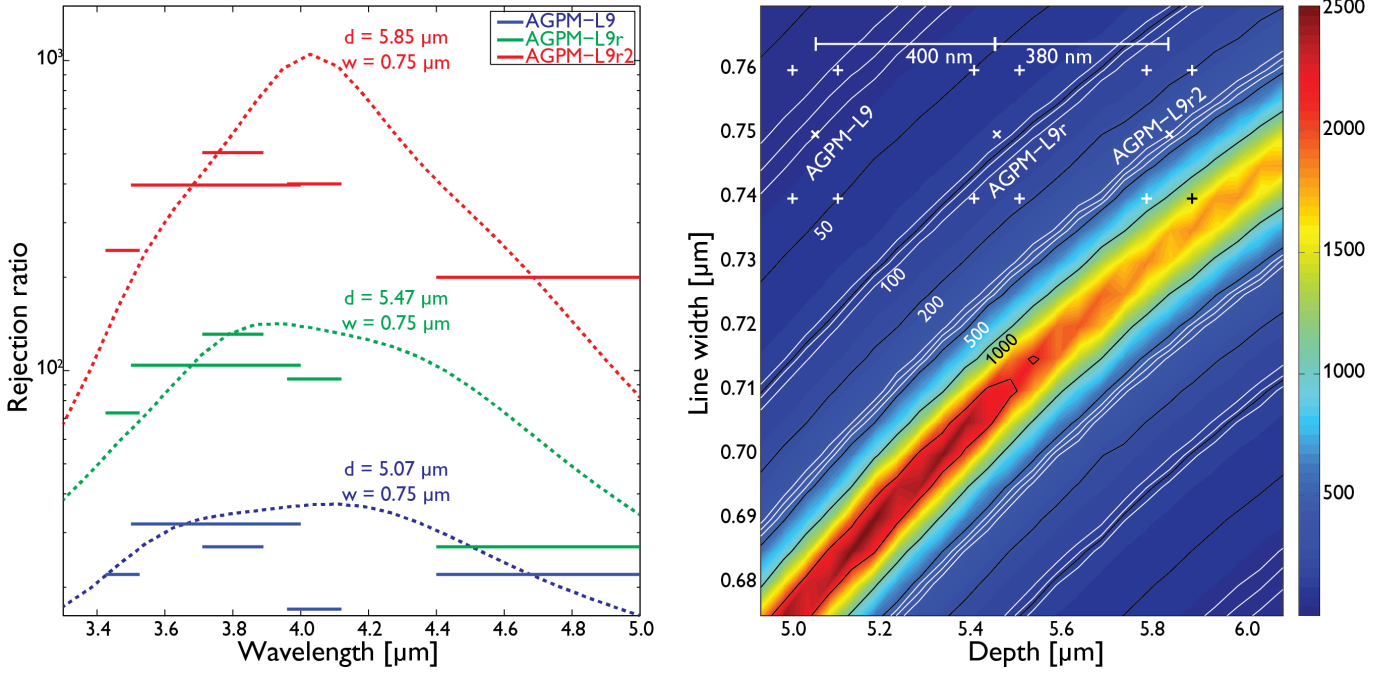 AGPM−L9
AGPM−L9r
AGPM−L9r2
d = 5.85 µm
w = 0.75 µm
d = 5.47 µm
w = 0.75 µm
d = 5.07 µm
w = 0.75 µm
10³
10²
Rejection ratio
3.4 3.6 3.8 4.0 4.2 4.4 4.6 4.8 5.0
Wavelength [µm]
400 nm
380 nm
AGPM−L9
AGPM−L9r
AGPM−L9r2
50
100
200
500
1000
0.76
0.75
0.74
0.73
0.72
0.71
0.70
0.69
0.68
Line width [µm]
5.0 5.2 5.4 5.6 5.8 6.0
Depth [µm]
2500
2000
1500
1000
500